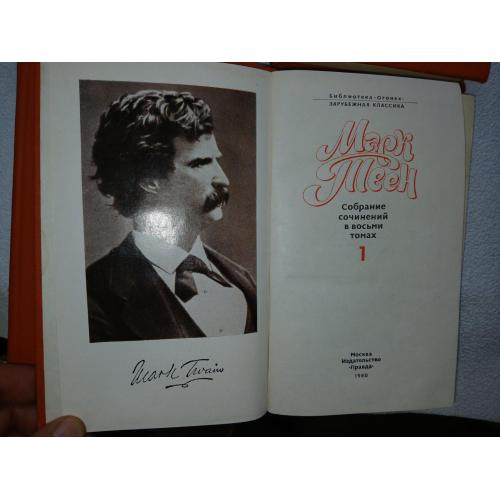 Mark Twain
Библиотека «Огонек»
ЗАРУБЕЖНАЯ КЛАССИКА
Марк
Твен
Собрание
сочинений
в восьми
томах
1
Москва
Издательство
«Правда»
1980